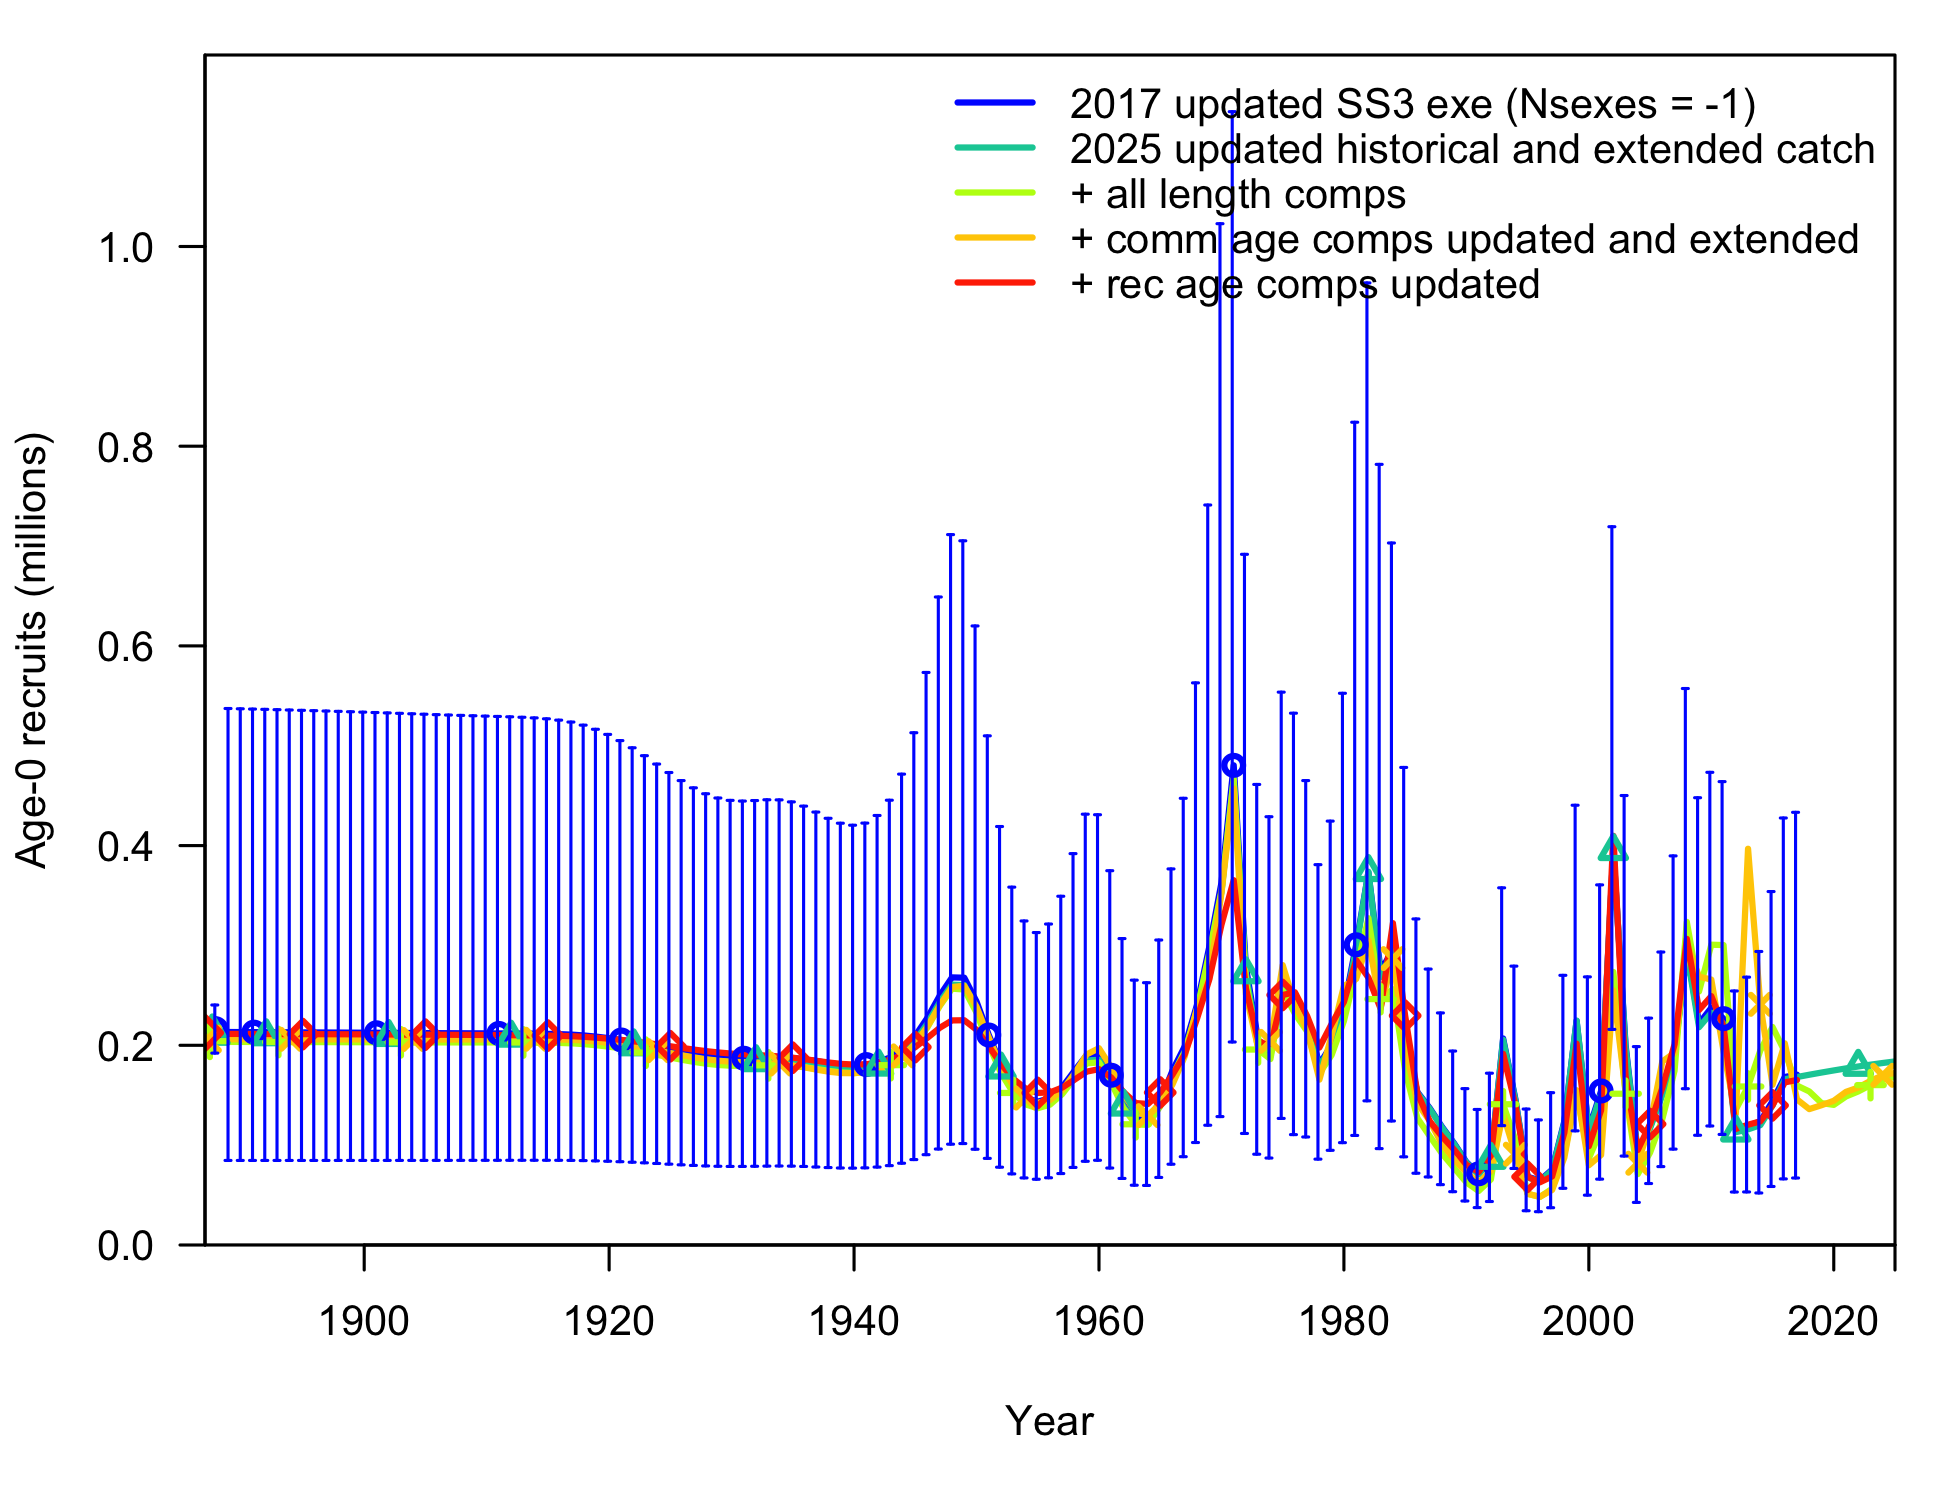 2017 updated SS3 exe (Nsexes = -1)
2025 updated historical and extended catch
+ all length comps
+ comm age comps updated and extended
+ rec age comps updated
Age-0 recruits (millions)
1.0
0.8
0.6
0.4
0.2
0.0
1900 1920 1940 1960 1980 2000 2020
Year